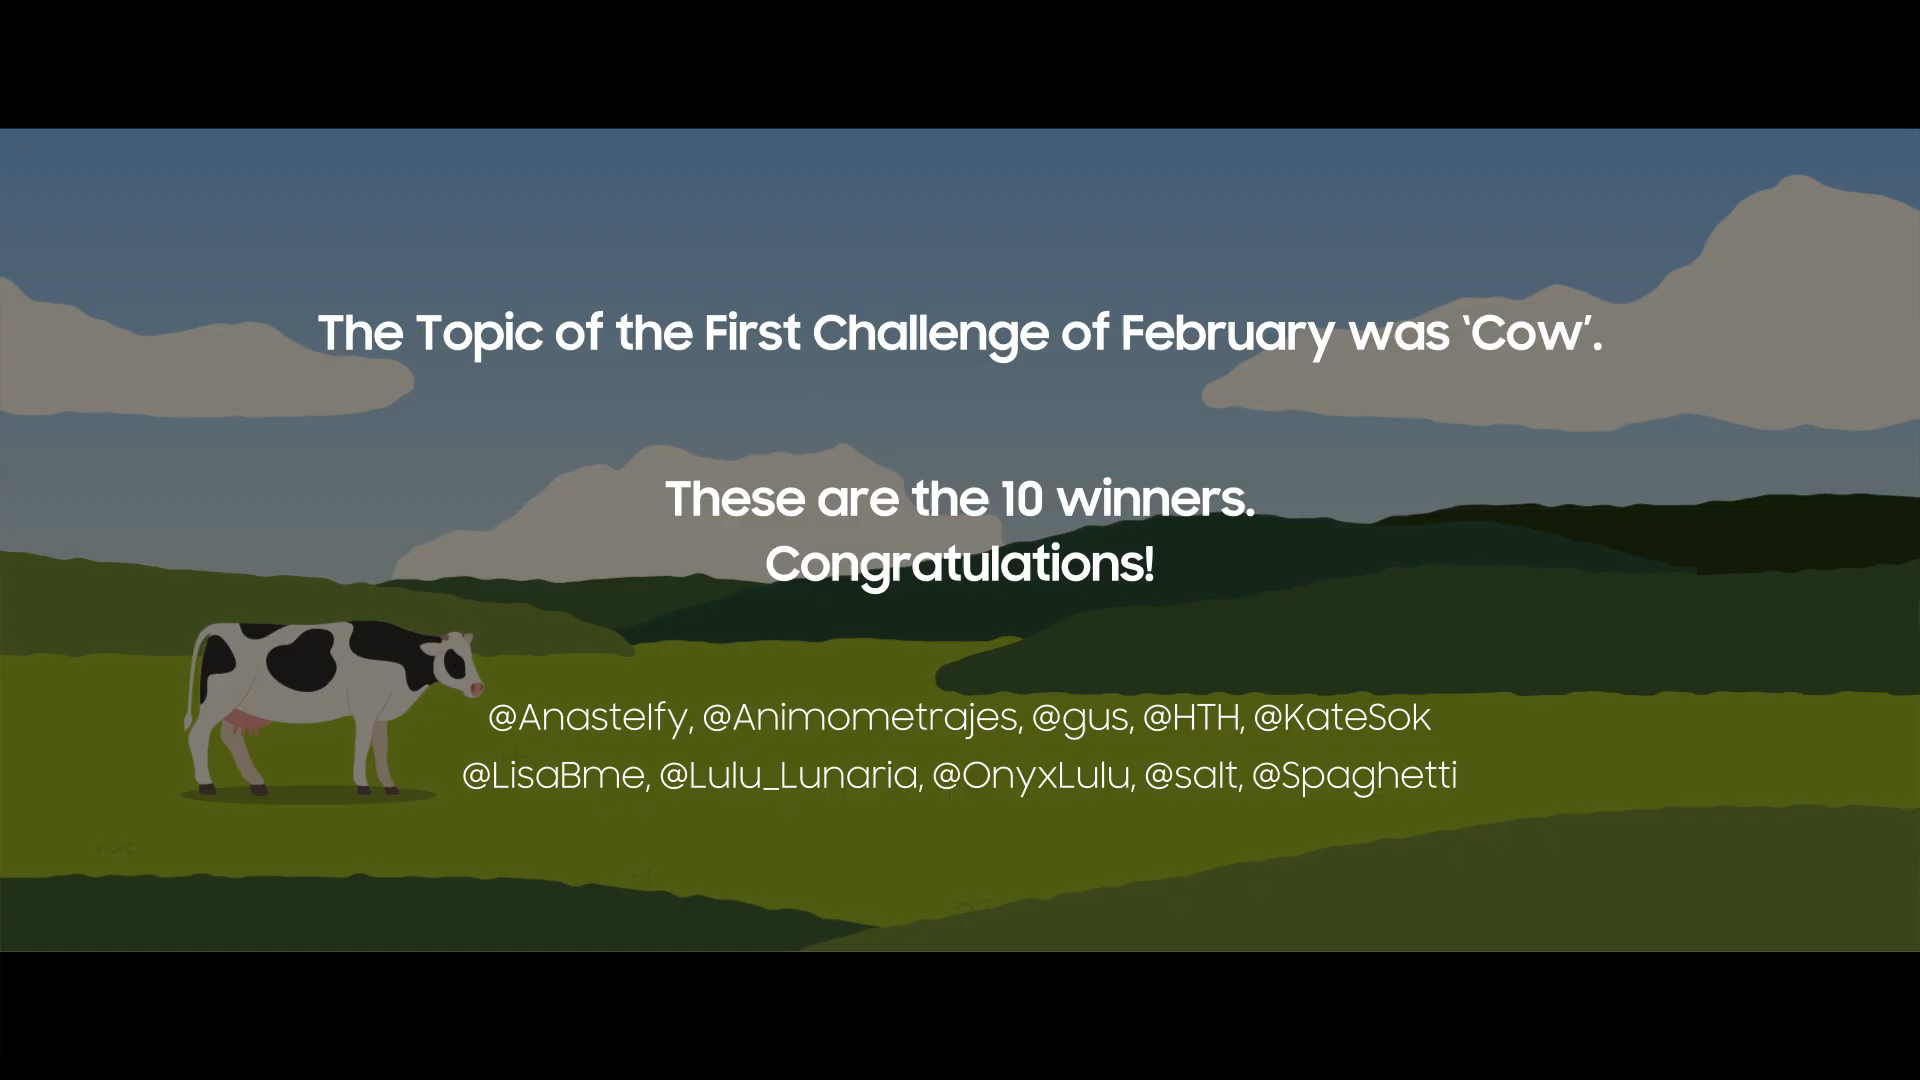 The Topic of the First Challenge of February was ‘Cow’.
These are the 10 winners.
Congratulations!
@Anastelfy, @Animometrajes, @gus, @HTH, @KateSok
@LisaBme, @Lulu_Lunaria, @OnyxLulu, @salt, @Spaghetti